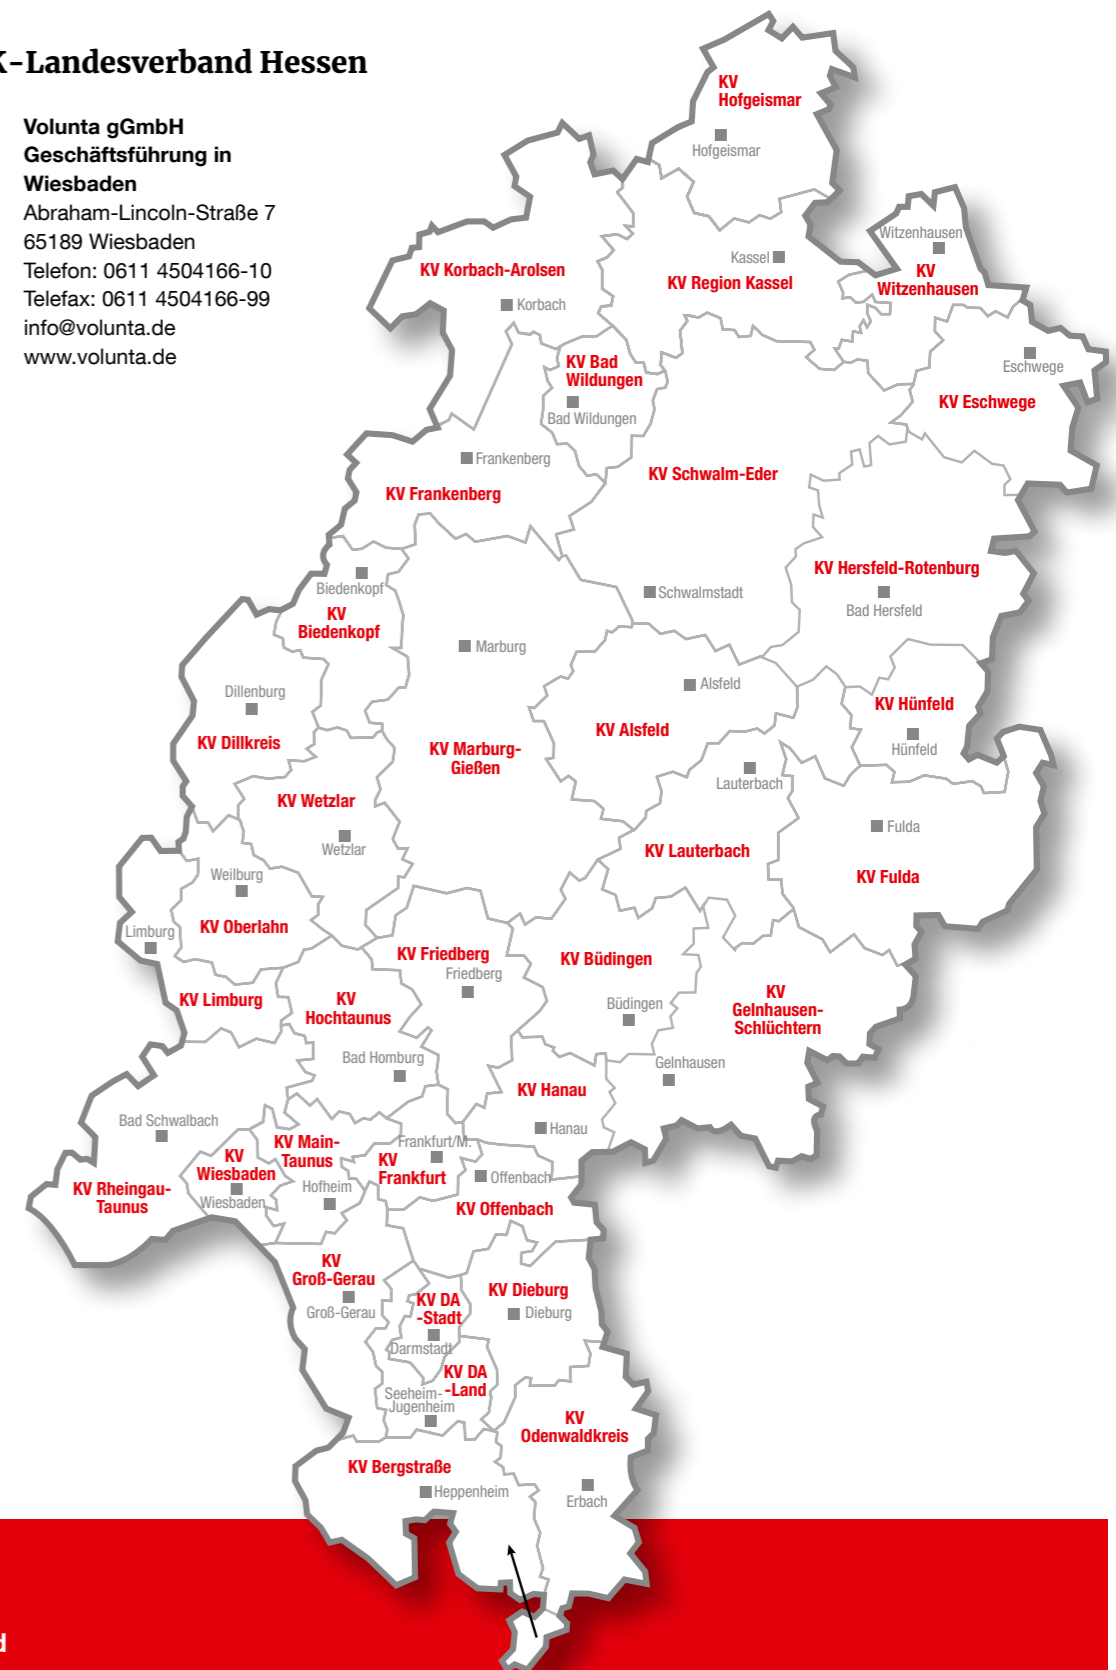 K-Landesverband Hessen
Volunta gGmbH
Geschäftsführung in
Wiesbaden
Abraham-Lincoln-Straße 7
65189 Wiesbaden
Telefon: 0611 4504166-10
Telefax: 0611 4504166-99
info@volunta.de
www.volunta.de
KV
Hofgeismar
Hofgeismar
Witzenhausen
KV
Witzenhausen
Kassel
KV Region Kassel
KV Korbach-Arolsen
Korbach
KV Bad
Wildungen
Bad Wildungen
Eschwege
KV Eschwege
Frankenberg
KV Frankenberg
KV Schwalm-Eder
Schwalmstadt
KV Hersfeld-Rotenburg
Bad Hersfeld
Biedenkopf
KV
Biedenkopf
Marburg
KV Marburg-
Gießen
Alsfeld
KV Alsfeld
KV Hünfeld
Hünfeld
Dillenburg
KV Dillkreis
KV Wetzlar
Wetzlar
Lauterbach
KV Lauterbach
Fulda
KV Fulda
Weilburg
KV Oberlahn
Limburg
KV Limburg
KV Friedberg
Friedberg
KV Büdingen
Büdingen
KV
Gelnhausen-
Schlüchtern
Gelnhausen
KV
Hochtaunus
Bad Homburg
KV Hanau
Hanau
Bad Schwalbach
KV Rheingau-
Taunus
KV
Wiesbaden
Wiesbaden
KV Main-
Taunus
Hofheim
Frankfurt/M.
KV
Frankfurt
Offenbach
KV Offenbach
KV
Groß-Gerau
Groß-Gerau
KV DA
-Stadt
Darmstadt
KV Dieburg
Dieburg
KV DA
-Land
Seeheim-
Jugenheim
KV
Odenwaldkreis
Erbach
KV Bergstraße
Heppenheim
d